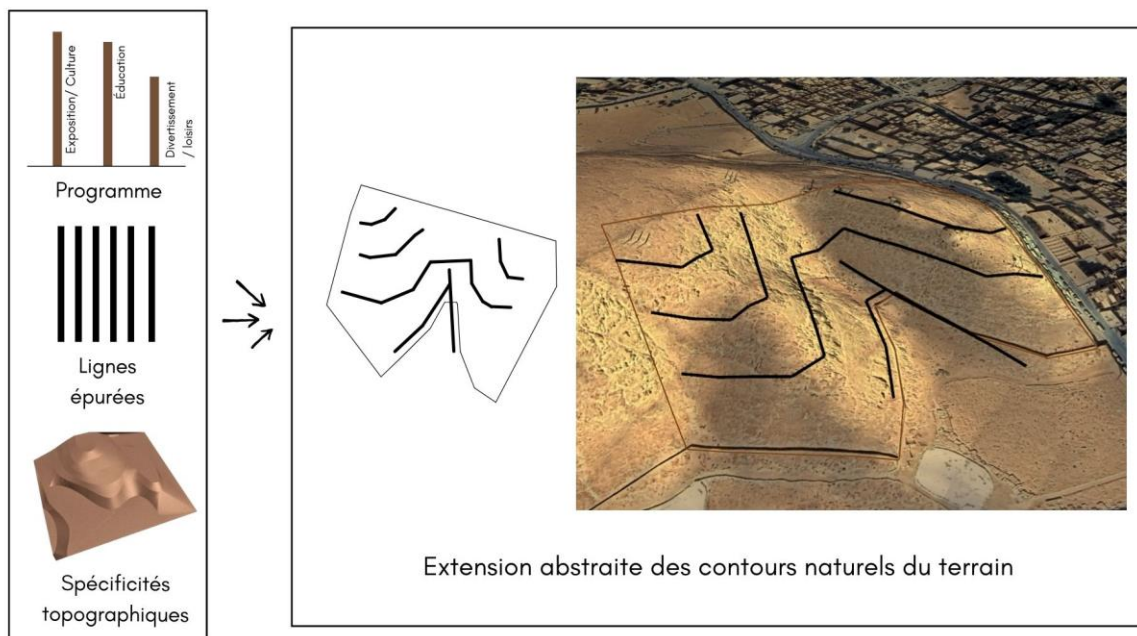 Exposition/ Culture
Éducation
Divertissement
/ loisirs
Programme
Lignes
épurées
Spécificités
topographiques
Extension abstraite des contours naturels du terrain